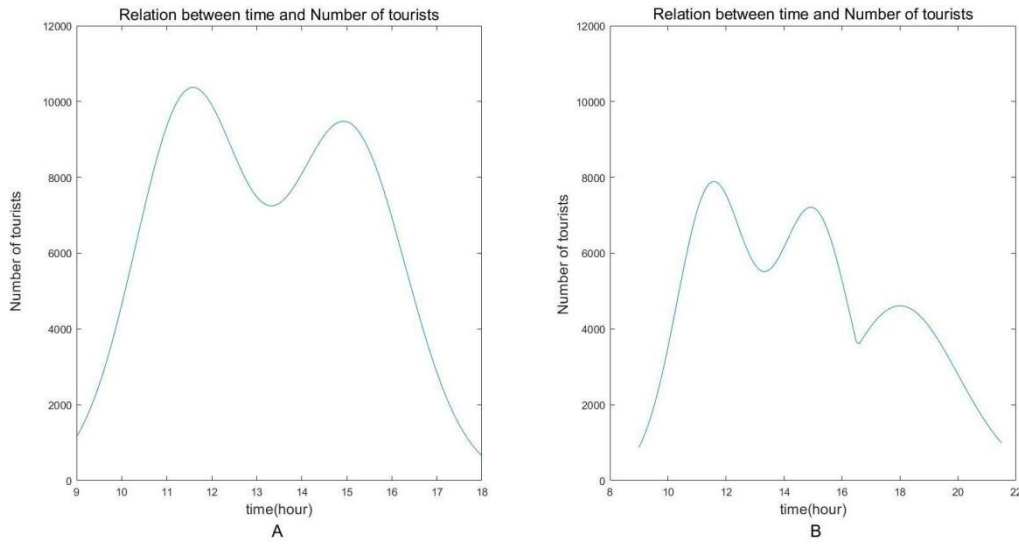 Relation between time and Number of tourists
12000
10000
8000
6000
4000
2000
0
Number of tourists
9 10 11 12 13 14 15 16 17 18
time(hour)
A
Relation between time and Number of tourists
12000
10000
8000
6000
4000
2000
0
Number of tourists
8 10 12 14 16 18 20 22
time(hour)
B